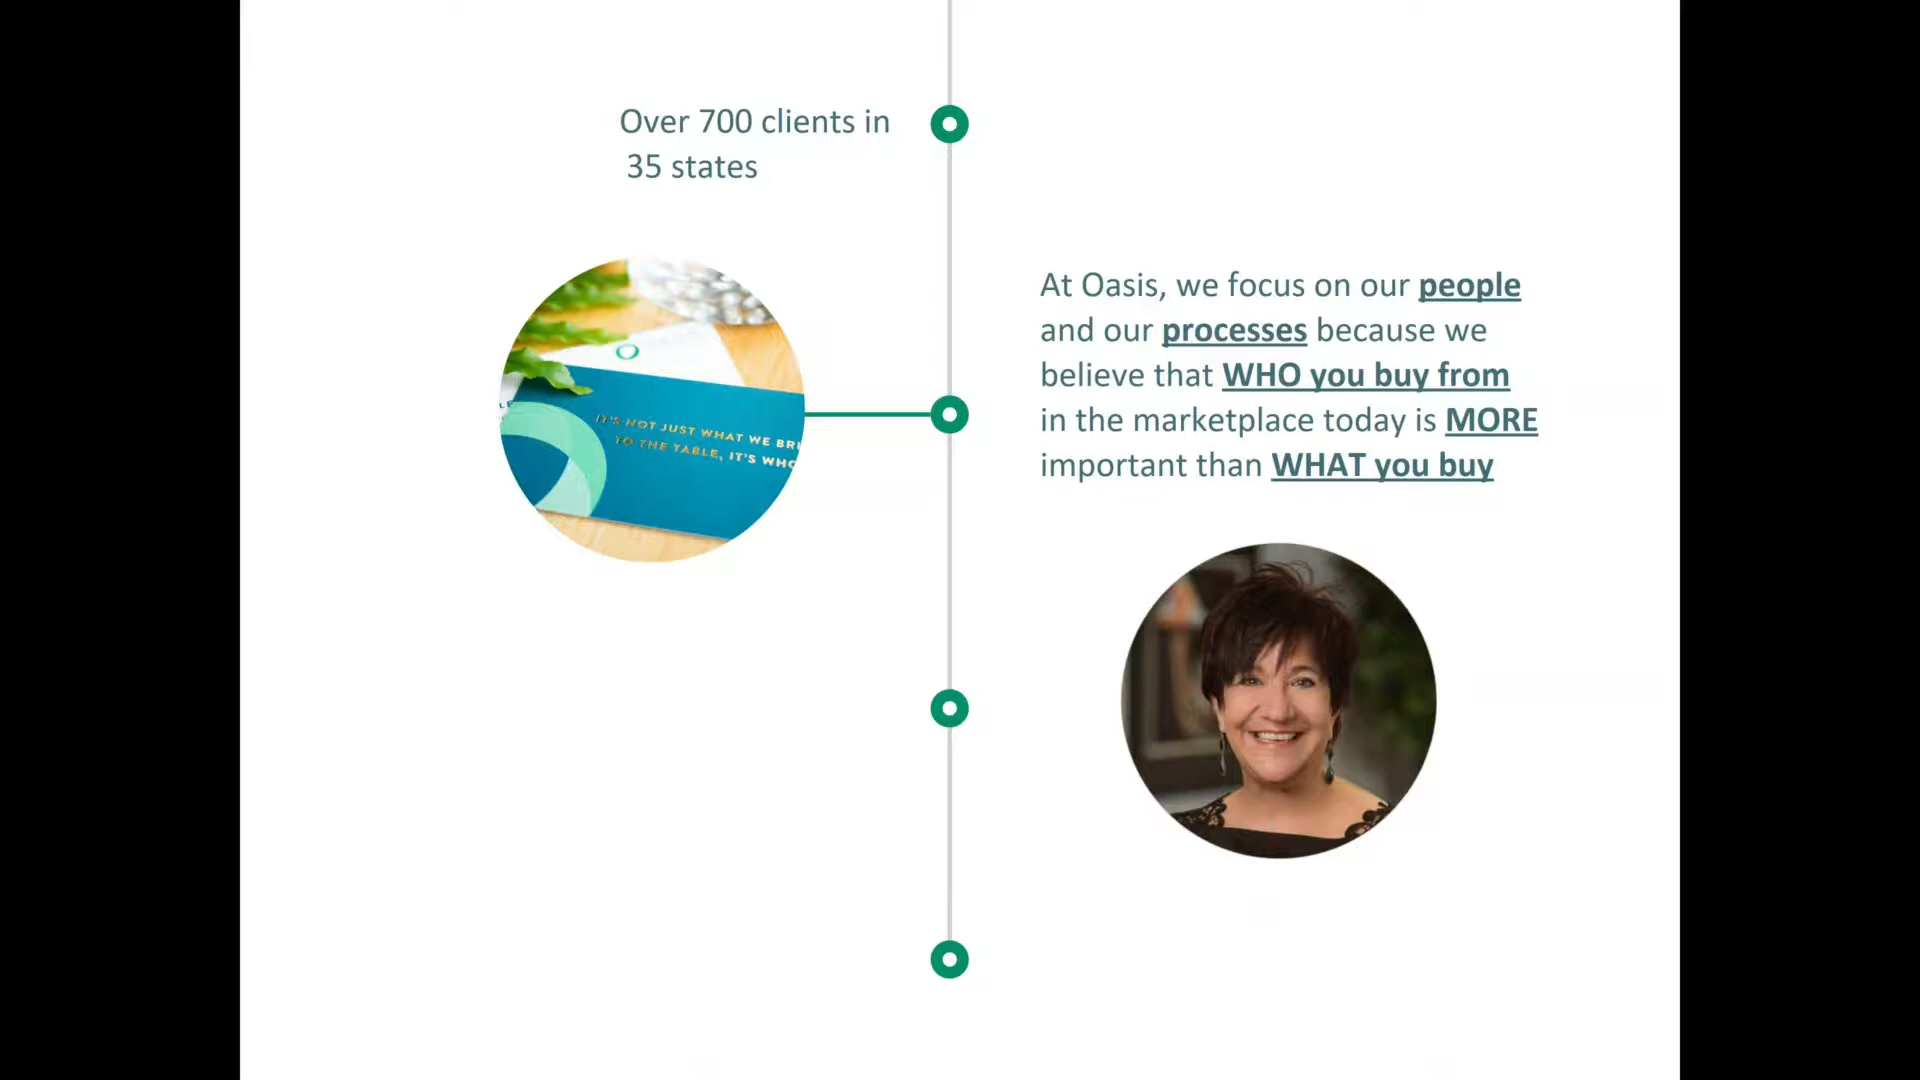 Over 700 clients in
35 states
At Oasis, we focus on our people
and our processes because we
believe that WHO you buy from
in the marketplace today is MORE
important than WHAT you buy
IT'S NOT JUST WHAT WE BRI
TO THE TABLE, IT'S WHO